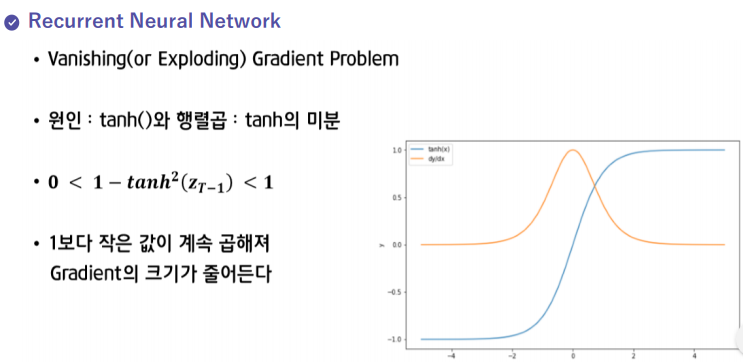 Recurrent Neural Network
• Vanishing(or Exploding) Gradient Problem
• 원인 : tanh()와 행렬곱 : tanh의 미분
• 0 < 1 − tanh²(z_{T−1}) < 1
• 1보다 작은 값이 계속 곱해져
Gradient의 크기가 줄어든다
tanh(x)
dy/dx
1.0
0.5
0.0
−0.5
−1.0
y
−4
−2
0
2
4